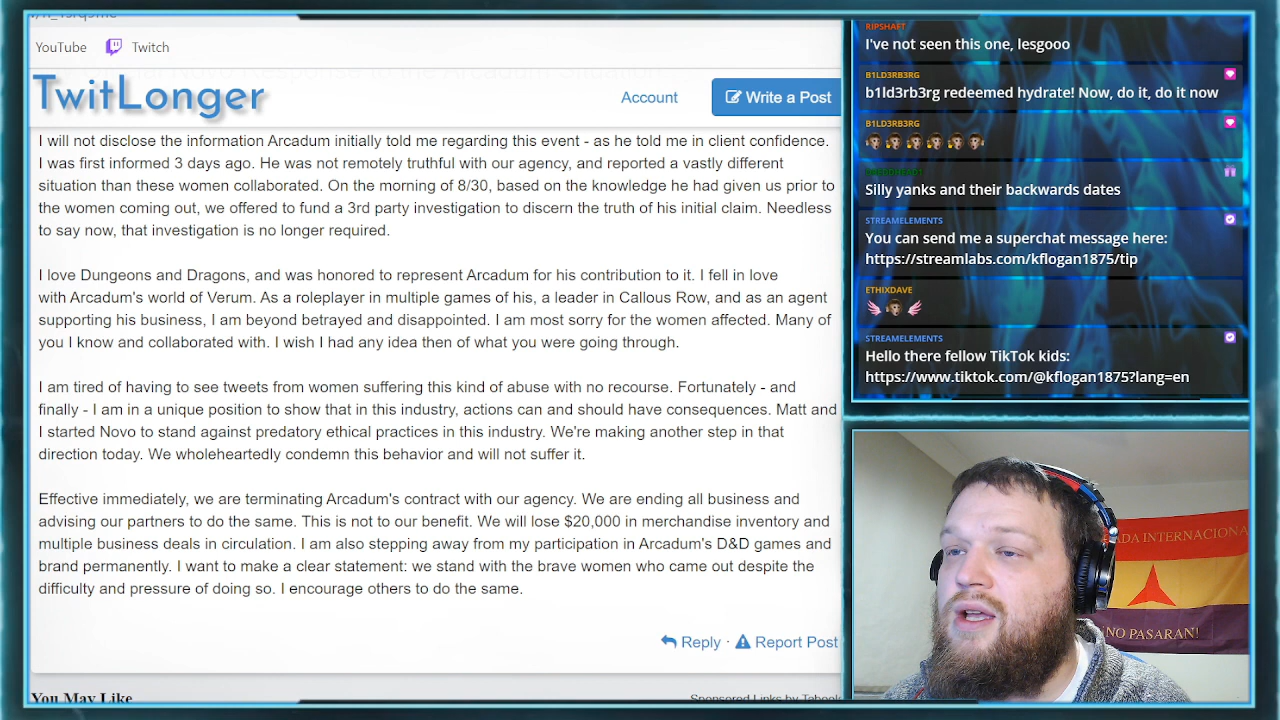 YouTube
Twitch
TwitLonger
Account
Write a Post
I will not disclose the information Arcadum initially told me regarding this event - as he told me in client confidence.
I was first informed 3 days ago. He was not remotely truthful with our agency, and reported a vastly different
situation than these women collaborated. On the morning of 8/30, based on the knowledge he had given us prior to
the women coming out, we offered to fund a 3rd party investigation to discern the truth of his initial claim. Needless
to say now, that investigation is no longer required.
I love Dungeons and Dragons, and was honored to represent Arcadum for his contribution to it. I fell in love
with Arcadum's world of Verum. As a roleplayer in multiple games of his, a leader in Callous Row, and as an agent
supporting his business, I am beyond betrayed and disappointed. I am most sorry for the women affected. Many of
you I know and collaborated with. I wish I had any idea then of what you were going through.
I am tired of having to see tweets from women suffering this kind of abuse with no recourse. Fortunately - and
finally - I am in a unique position to show that in this industry, actions can and should have consequences. Matt and
I started Novo to stand against predatory ethical practices in this industry. We're making another step in that
direction today. We wholeheartedly condemn this behavior and will not suffer it.
Effective immediately, we are terminating Arcadum's contract with our agency. We are ending all business and
advising our partners to do the same. This is not to our benefit. We will lose $20,000 in merchandise inventory and
multiple business deals in circulation. I am also stepping away from my participation in Arcadum's D&D games and
brand permanently. I want to make a clear statement: we stand with the brave women who came out despite the
difficulty and pressure of doing so. I encourage others to do the same.
Reply · Report Post
You May Like
Sponsored Links by
RIPSHAFT
I've not seen this one, lesgooo
B1LD3RB3RG
b1ld3rb3rg redeemed hydrate! Now, do it, do it now
B1LD3RB3RG
Silly yanks and their backwards dates
STREAMELEMENTS
You can send me a superchat message here:
https://streamlabs.com/kflogan1875/tip
ETHIXDAVE
STREAMELEMENTS
Hello there fellow TikTok kids:
https://www.tiktok.com/@kflogan1875?lang=en
ADA INTERNACIONA
NO PASARAN!